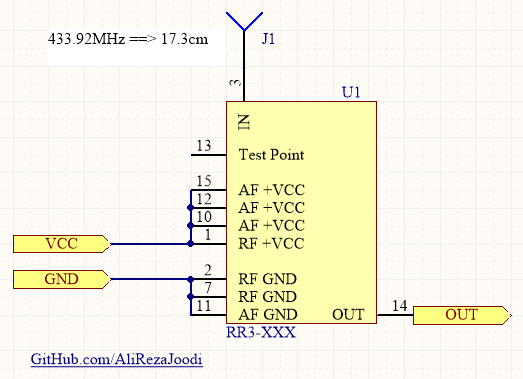 433.92MHz ==> 17.3cm
J1
3
U1
IN
13 Test Point
15 AF +VCC
12 AF +VCC
10 AF +VCC
VCC 1 RF +VCC
GND 2 RF GND
7 RF GND
11 AF GND OUT 14 OUT
RR3-XXX
GitHub.com/AliRezaJoodi